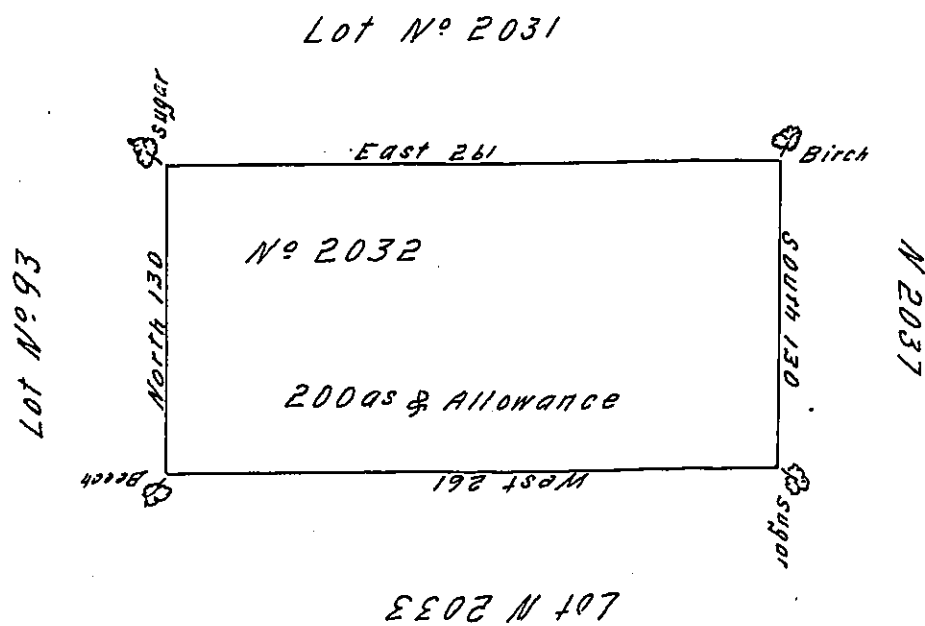 Lot Nº 2031
sugar
East 261
Birch
Nº 2032
Lot Nº 93
North 130
South 130
N 2037
200as & Allowance
Beech
West 261
sugar
Lot N 2033